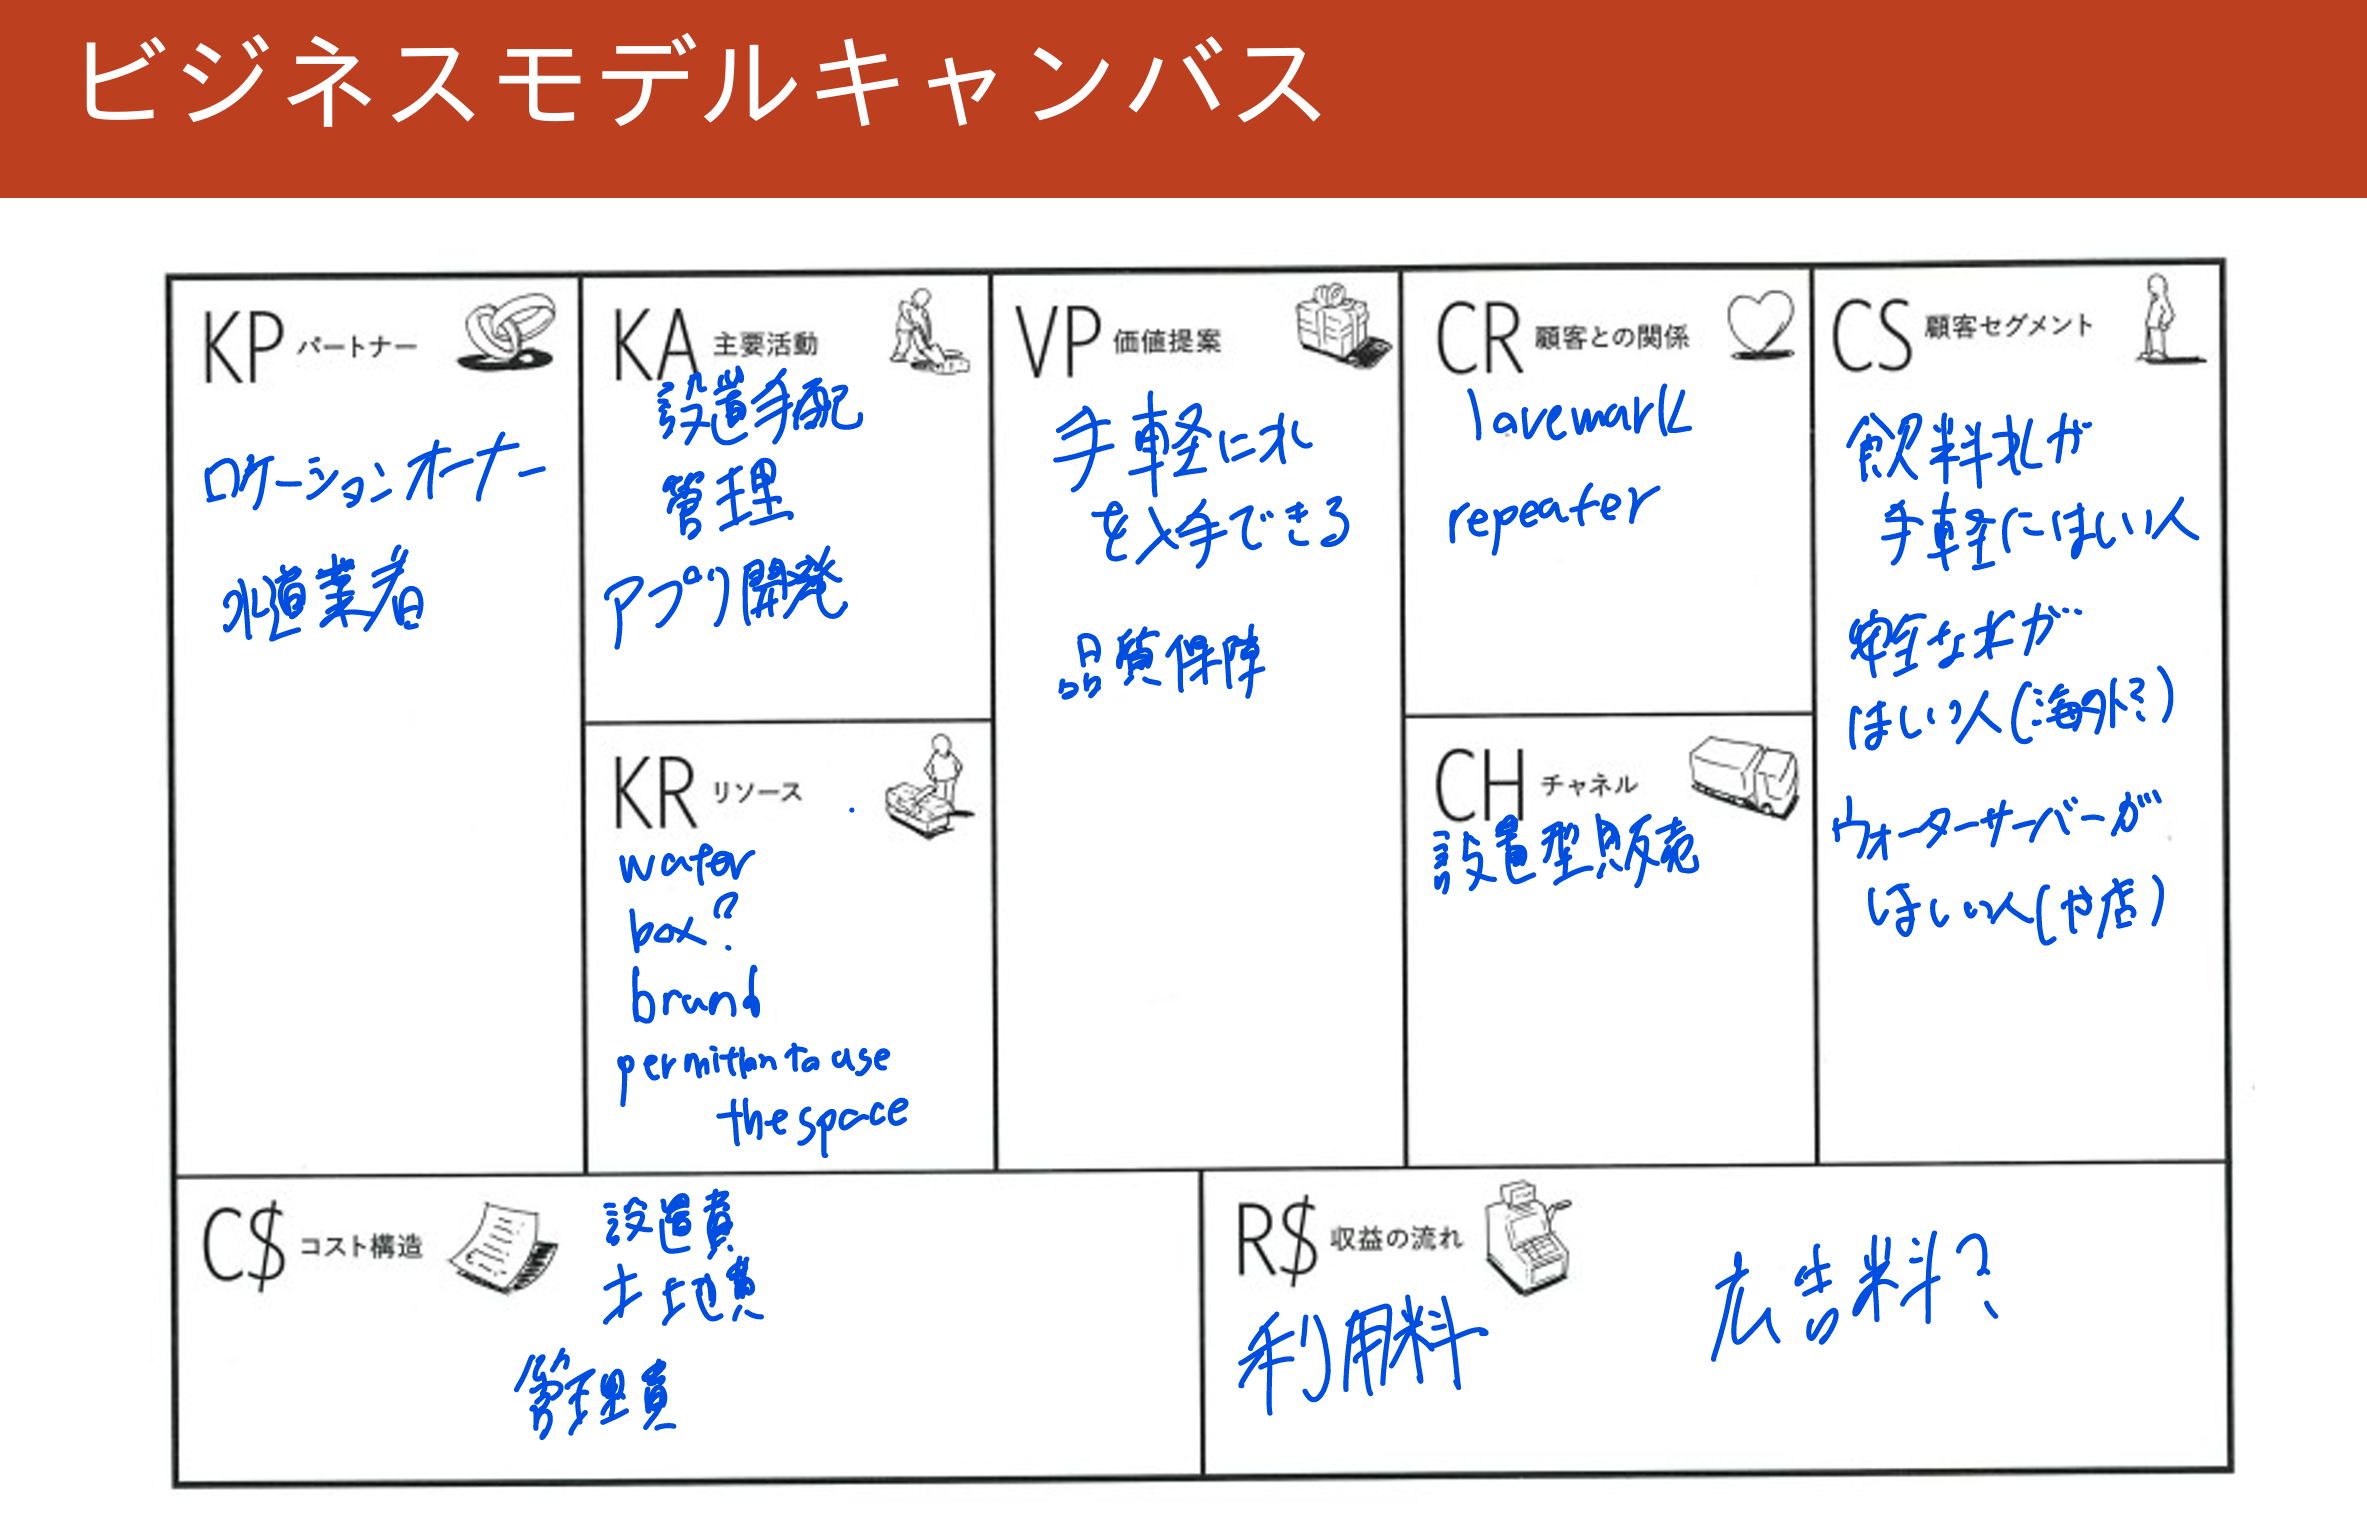 ビジネスモデルキャンバス
KP パートナー
ロケーションオーナー
水道業者
KA 主要活動
設置手配
管理
アプリ開発
KR リソース
water
box?
brand
permittion to use
the space
VP 価値提案
手軽に水
を入手できる
品質保障
CR 顧客との関係
lovemark
repeater
CH チャネル
設置型販売
CS 顧客セグメント
飲料水が
手軽にほしい人
安全な水が
ほしい人(海外?)
ウォーターサーバーが
ほしい人(や店)
C$ コスト構造
設置費
土地費
管理費
R$ 収益の流れ
利用料
広告料?